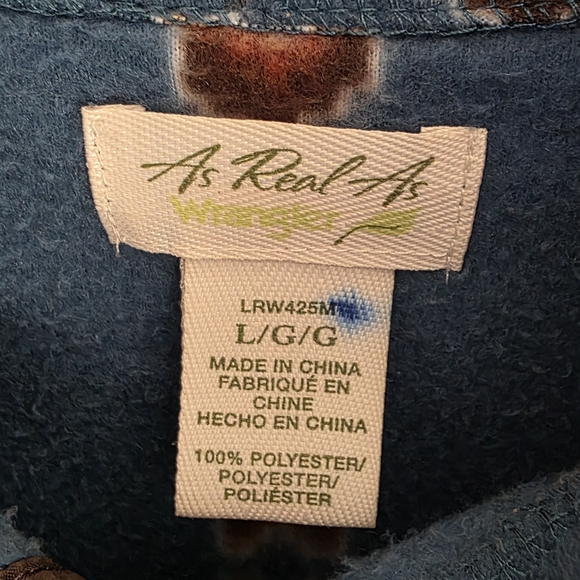 As Real As
Wrangler
LRW425M
L/G/G
MADE IN CHINA
FABRIQUÉ EN
CHINE
HECHO EN CHINA
100% POLYESTER/
POLYESTER/
POLIÉSTER